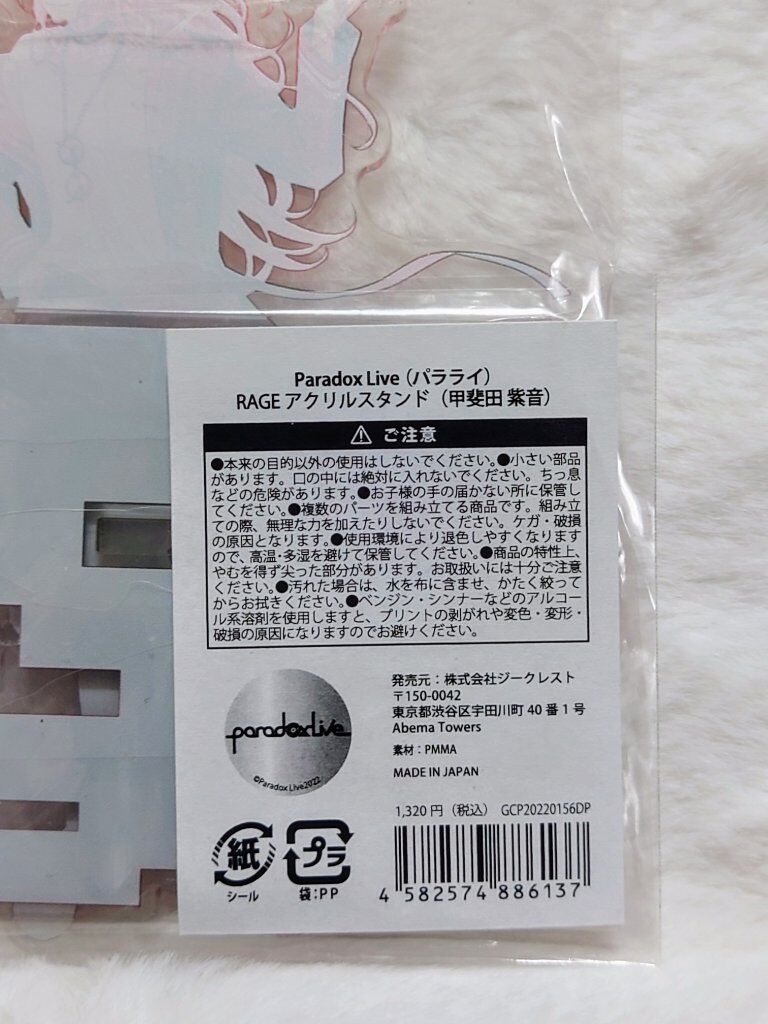 Paradox Live（パラライ）
RAGE アクリルスタンド（甲斐田 紫音）
ご注意
●本来の目的以外の使用はしないでください。●小さい部品
があります。口の中には絶対に入れないでください。ちっ息
などの危険があります。●お子様の手の届かない所に保管し
てください。●複数のパーツを組み立てる商品です。組み立
ての際、無理な力を加えたりしないでください。ケガ・破損
の原因となります。●使用環境により退色しやすくなります
ので、高温・多湿を避けて保管してください。●商品の特性上、
やむを得ず尖った部分があります。お取扱いには十分ご注意
ください。●汚れた場合は、水を布に含ませ、かたく絞って
からお拭きください。●ベンジン・シンナーなどのアルコー
ル系溶剤を使用しますと、プリントの剥がれや変色・変形・
破損の原因になりますのでお避けください。
paradoxlive
©Paradox Live2022
発売元：株式会社ジークレスト
〒150-0042
東京都渋谷区宇田川町 40 番 1 号
Abema Towers
素材：PMMA
MADE IN JAPAN
1,320 円（税込） GCP20220156DP
紙
シール
プラ
袋：PP
4 582574 886137